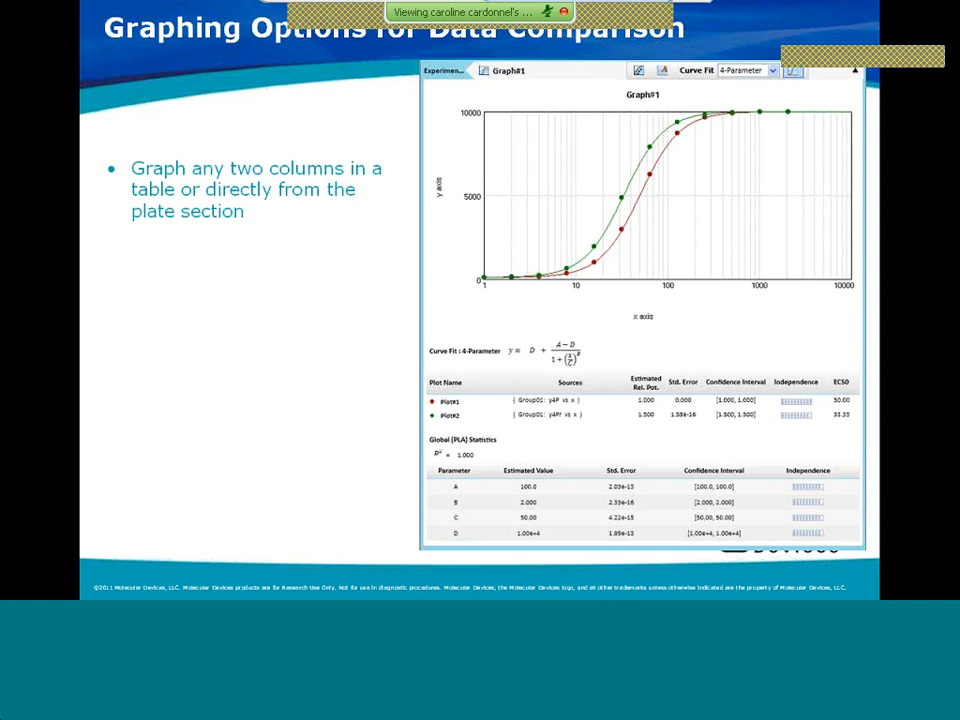 Viewing caroline cardonnel's ...
Graphing Options for Data Comparison
Experimen... Graph#1 Curve Fit 4-Parameter
Graph any two columns in a
table or directly from the
plate section
Graph#1
10000
5000
0
y axis
1 10 100 1000 10000
x axis
Curve Fit : 4-Parameter y = D + A – D
1 + (x/C)^B
Plot Name Sources Estimated Rel. Pot. Std. Error Confidence Interval Independence EC50
Plot#1 ( Group01: y4P vs x ) 1.000 0.000 [1.000, 1.000] 50.00
Plot#2 ( Group01: y4Pr vs x ) 1.500 1.58e-16 [1.500, 1.500] 33.33
Global (PLA) Statistics
R² = 1.000
Parameter Estimated Value Std. Error Confidence Interval Independence
A 100.0 2.03e-13 [100.0, 100.0]
B 2.000 2.33e-16 [2.000, 2.000]
C 50.00 4.22e-15 [50.00, 50.00]
D 1.00e+4 1.95e-13 [1.00e+4, 1.00e+4]
©2011 Molecular Devices, LLC. Molecular Devices products are for Research Use Only. Not for use in diagnostic procedures. Molecular Devices, the Molecular Devices logo, and all other trademarks unless otherwise indicated are the property of Molecular Devices, LLC.